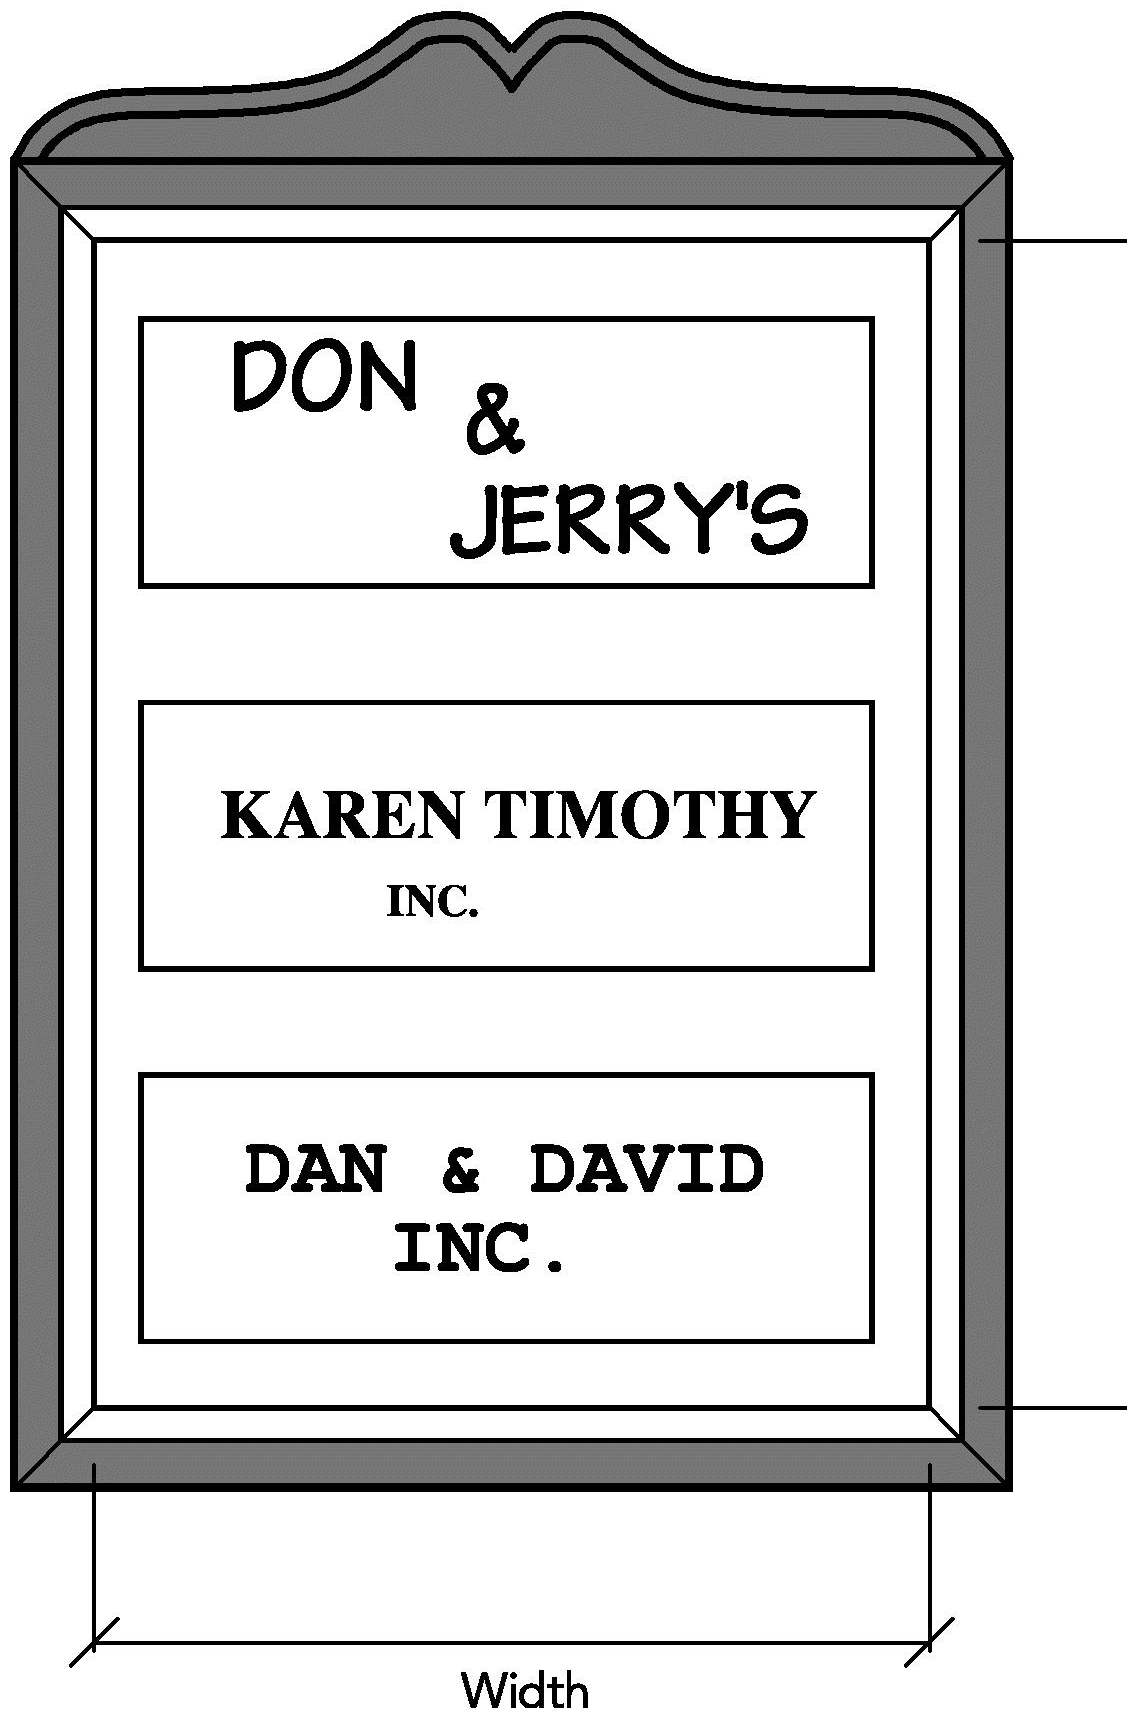 DON
&
JERRY'S
KAREN TIMOTHY
INC.
DAN & DAVID
INC.
Width